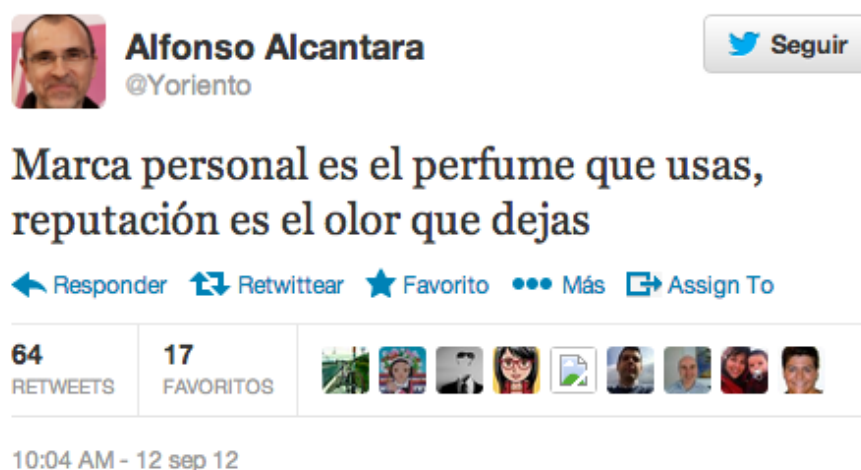 Alfonso Alcantara
Seguir
@Yoriento
Marca personal es el perfume que usas,
reputación es el olor que dejas
Responder Retwittear Favorito Más Assign To
64 17
RETWEETS FAVORITOS
10:04 AM - 12 sep 12